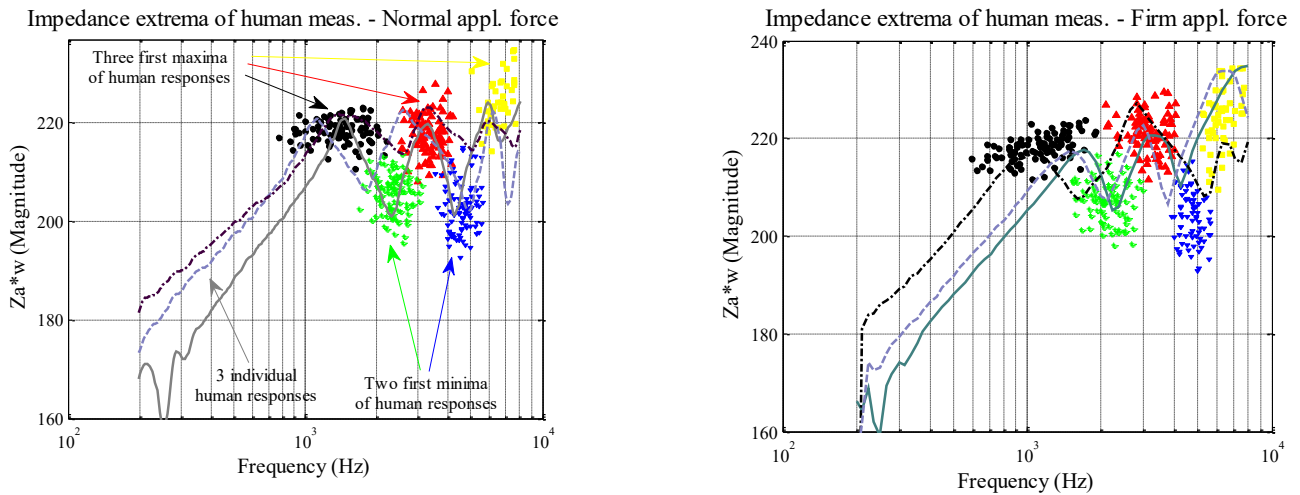 Impedance extrema of human meas. - Normal appl. force
Three first maxima
of human responses
220
200
180
160
Za*w (Magnitude)
3 individual
human responses
Two first minima
of human responses
10^2
10^3
10^4
Frequency (Hz)
Impedance extrema of human meas. - Firm appl. force
240
220
200
180
160
Za*w (Magnitude)
10^2
10^3
10^4
Frequency (Hz)